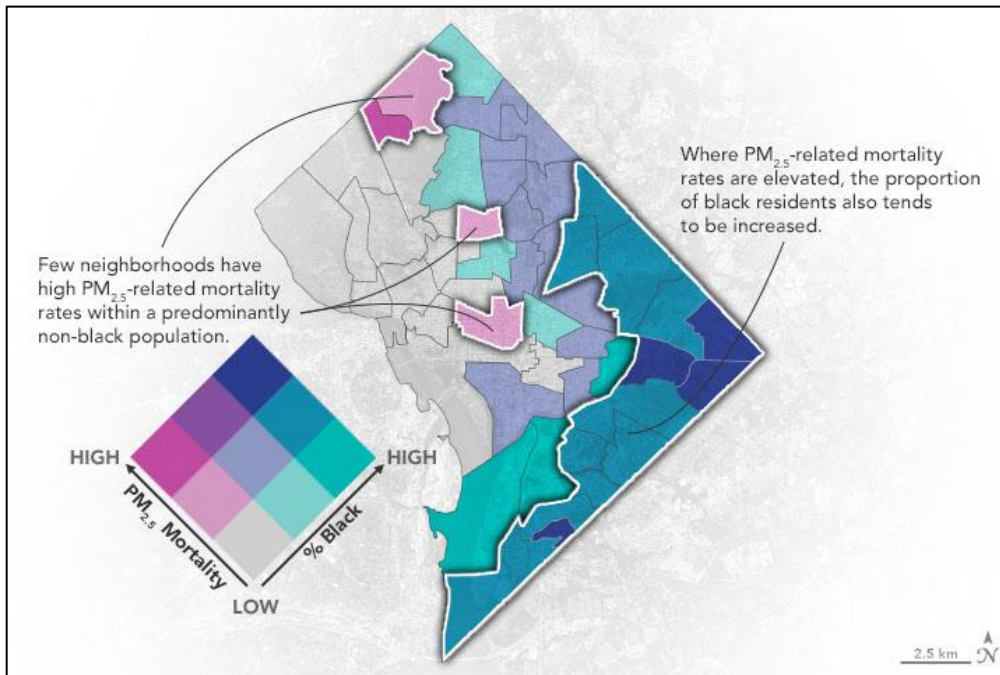 Where PM₂.₅-related mortality
rates are elevated, the proportion
of black residents also tends
to be increased.
Few neighborhoods have
high PM₂.₅-related mortality
rates within a predominantly
non-black population.
HIGH
HIGH
PM₂.₅ Mortality
% Black
LOW
2.5 km
N